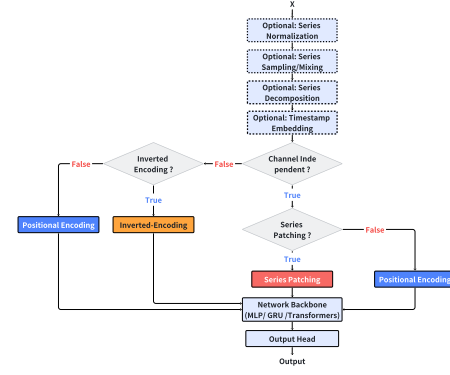 X
Optional: Series
Normalization
Optional: Series
Sampling/Mixing
Optional: Series
Decomposition
Optional: Timestamp
Embedding
Inverted
Encoding ?
Channel Inde
pendent ?
False
False
True
True
Series
Patching ?
False
Positional Encoding
Inverted-Encoding
True
Series Patching
Positional Encoding
Network Backbone
(MLP/ GRU /Transformers)
Output Head
Output